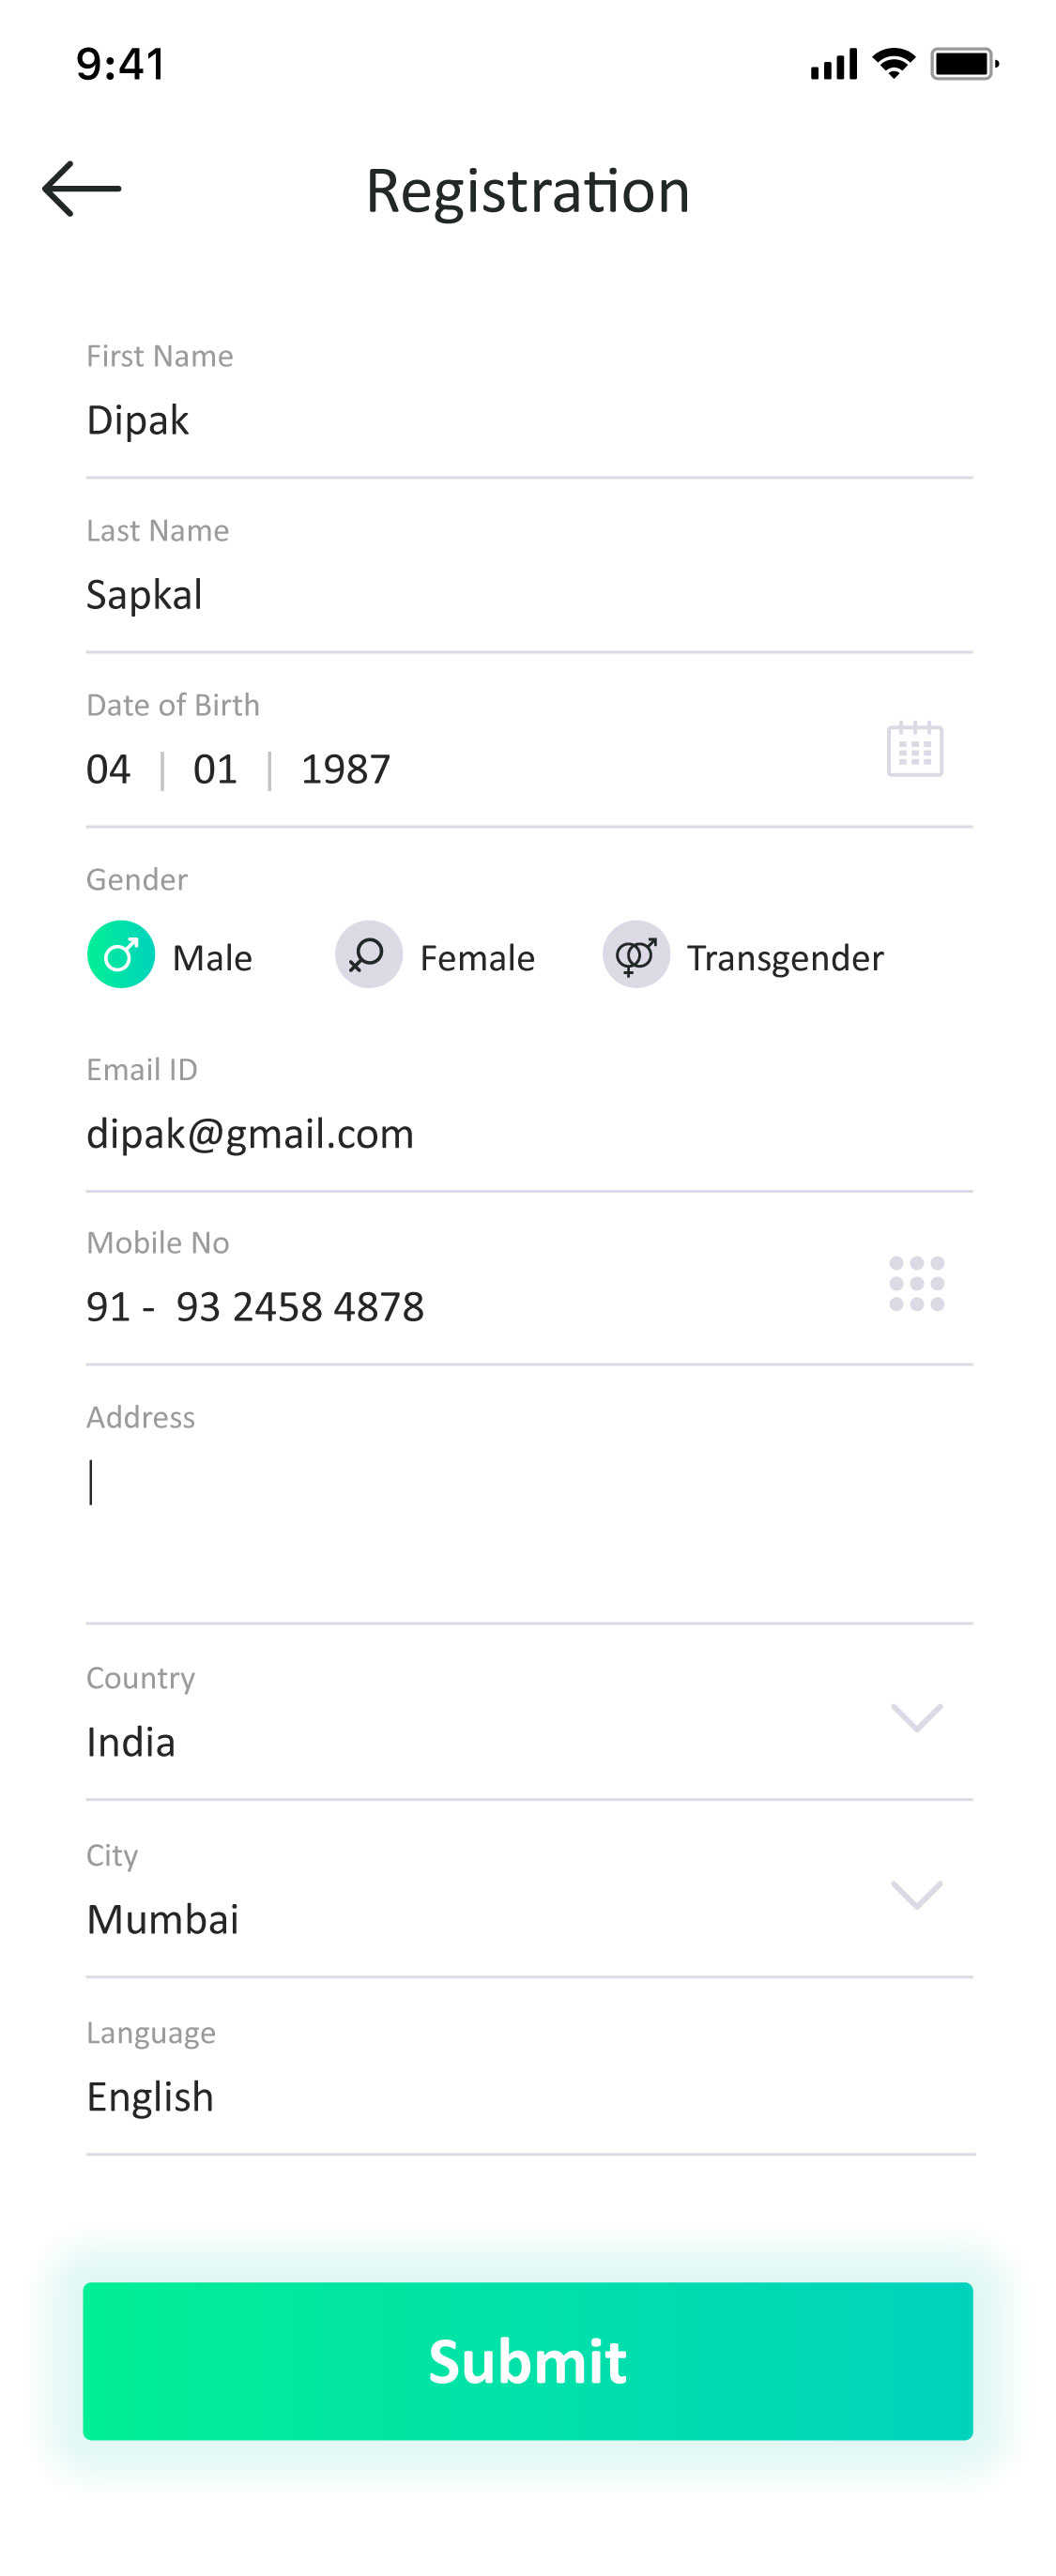 9:41
Registration
First Name
Dipak
Last Name
Sapkal
Date of Birth
04 | 01 | 1987
Gender
Male Female Transgender
Email ID
dipak@gmail.com
Mobile No
91 - 93 2458 4878
Address
Country
India
City
Mumbai
Language
English
Submit